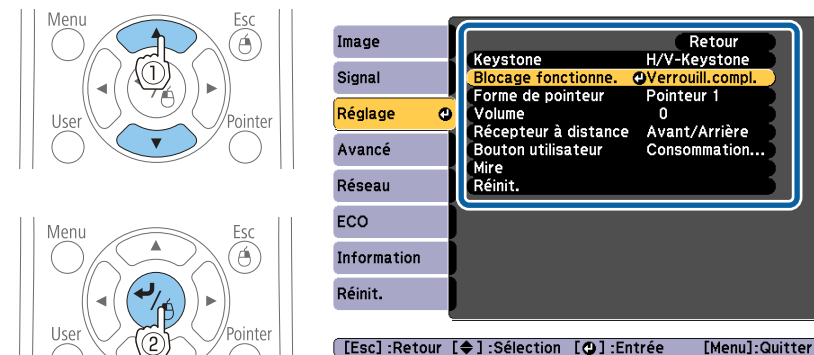 Menu
Esc
①
User
Pointer
Menu
Esc
User
②
Pointer
Image
Signal
Réglage
Avancé
Réseau
ECO
Information
Réinit.
Retour
Keystone H/V-Keystone
Blocage fonctionne. Verrouill.compl.
Forme de pointeur Pointeur 1
Volume 0
Récepteur à distance Avant/Arrière
Bouton utilisateur Consommation...
Mire
Réinit.
[Esc] :Retour [◆] :Sélection [⏎] :Entrée [Menu]:Quitter